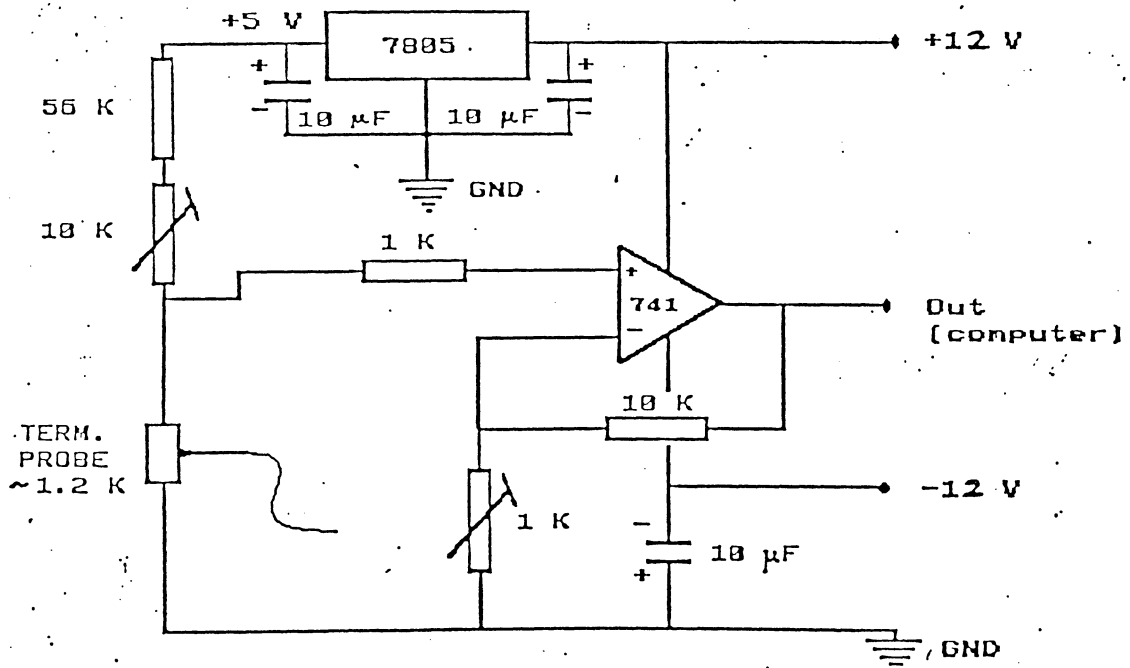 +5 V
7805
+12 V
+
+
56 K
-
10 µF
10 µF
-
GND
10 K
1 K
+
741
-
Out
(computer)
10 K
TERM.
PROBE
~1.2 K
1 K
-12 V
-
10 µF
+
GND